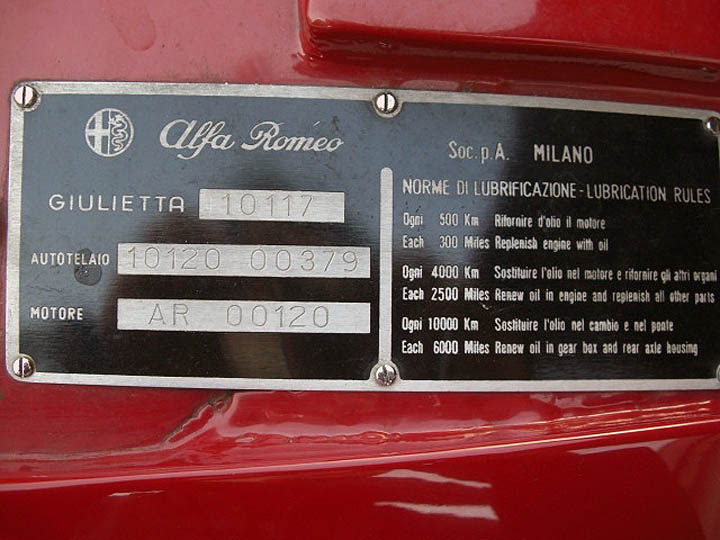 Alfa Romeo
GIULIETTA 10117
AUTOTELAIO 10120 00379
MOTORE AR 00120
Soc.p.A. MILANO
NORME DI LUBRIFICAZIONE - LUBRICATION RULES
Ogni 500 Km Rifornire d'olio il motore
Each 300 Miles Replenish engine with oil
Ogni 4000 Km Sostituire l'olio nel motore e rifornire gli altri organi
Each 2500 Miles Renew oil in engine and replenish all other parts
Ogni 10000 Km Sostituire l'olio nel cambio e nel ponte
Each 6000 Miles Renew oil in gear box and rear axle housing